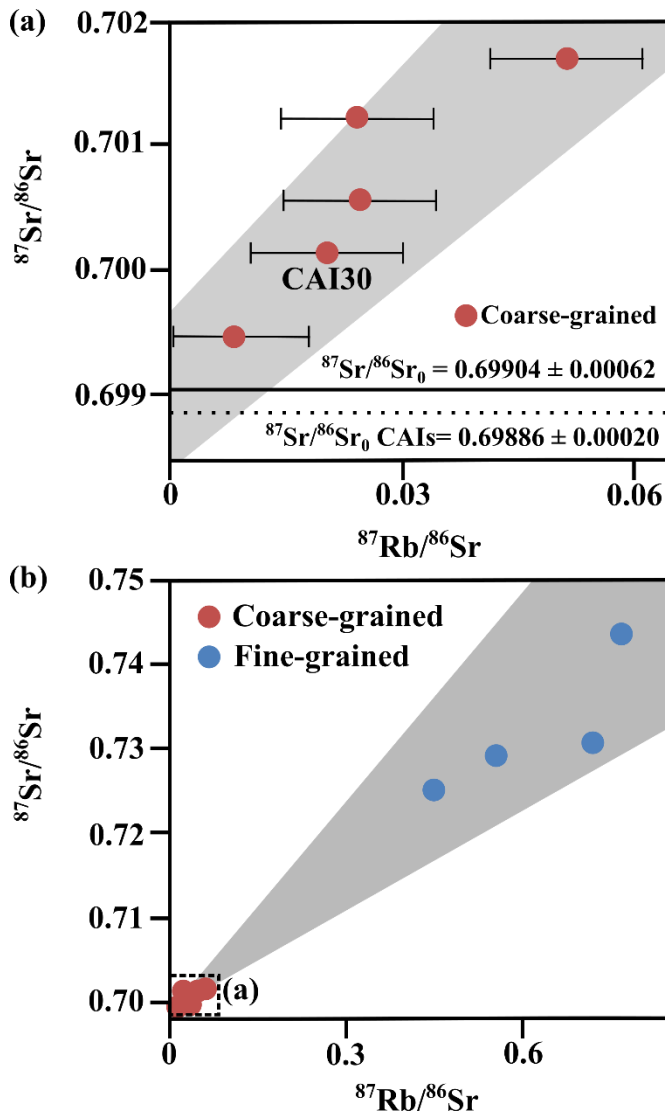 (a)
0.702
0.701
0.700
0.699
⁸⁷Sr/⁸⁶Sr
CAI30
Coarse-grained
⁸⁷Sr/⁸⁶Sr₀ = 0.69904 ± 0.00062
⁸⁷Sr/⁸⁶Sr₀ CAIs= 0.69886 ± 0.00020
0 0.03 0.06
⁸⁷Rb/⁸⁶Sr
(b)
0.75
Coarse-grained
Fine-grained
0.74
0.73
0.72
0.71
0.70
⁸⁷Sr/⁸⁶Sr
(a)
0 0.3 0.6
⁸⁷Rb/⁸⁶Sr